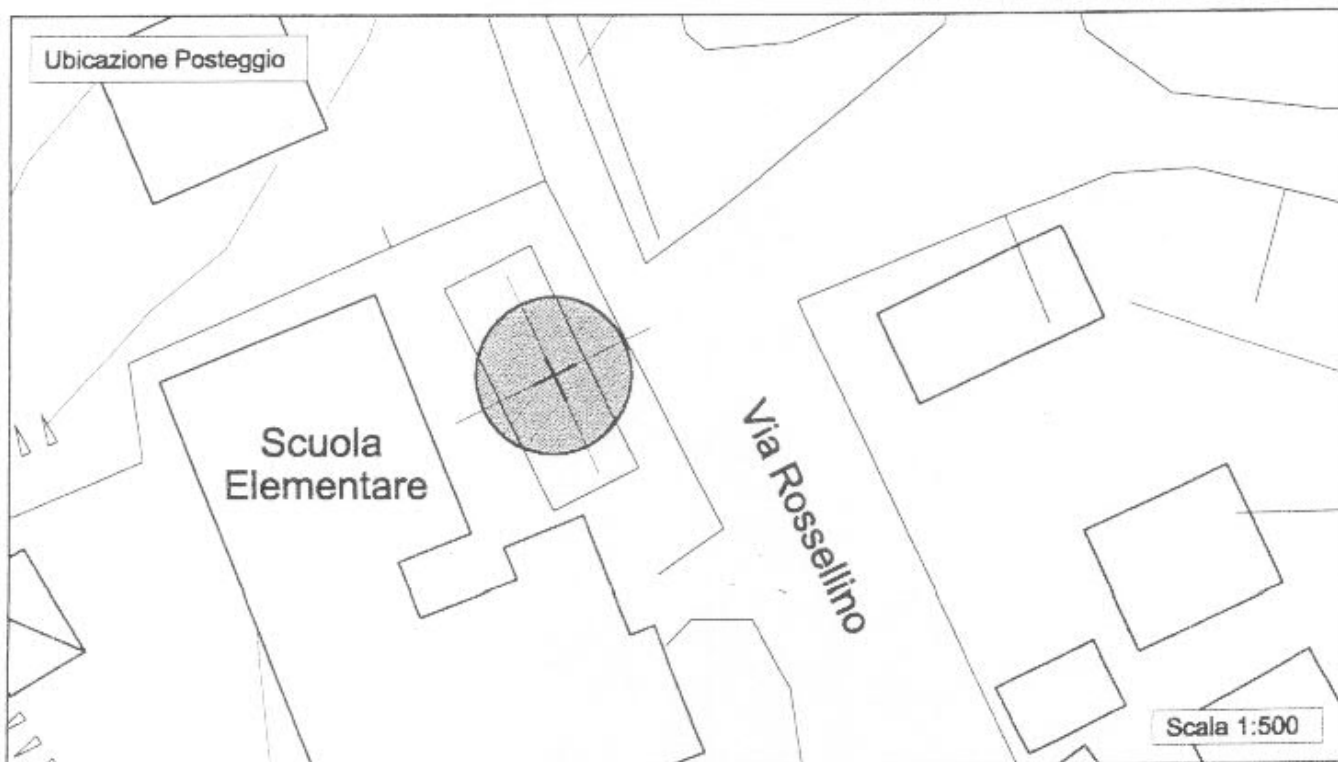 Ubicazione Posteggio
Scuola
Elementare
Via Rossellino
Scala 1:500